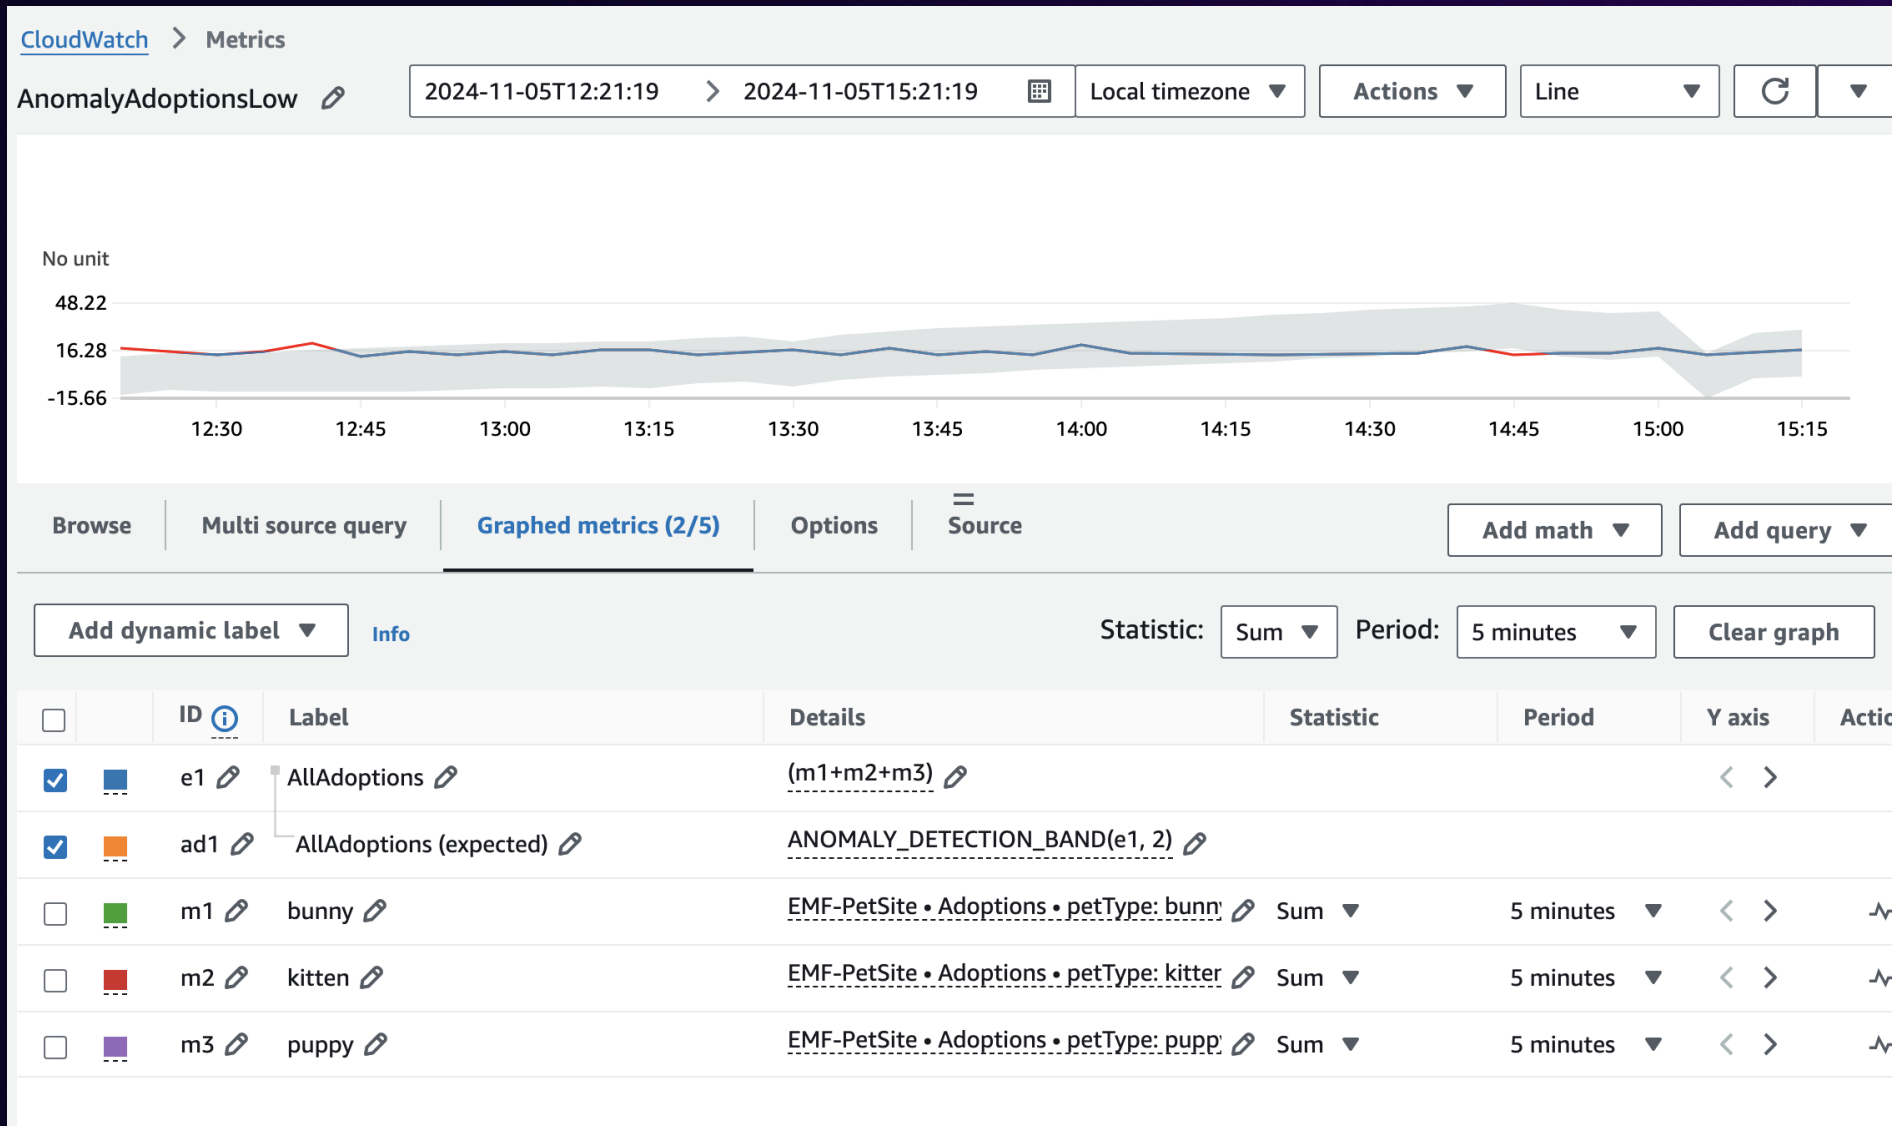 CloudWatch > Metrics
AnomalyAdoptionsLow
2024-11-05T12:21:19 > 2024-11-05T15:21:19
Local timezone
Actions
Line
No unit
48.22
16.28
-15.66
12:30 12:45 13:00 13:15 13:30 13:45 14:00 14:15 14:30 14:45 15:00 15:15
Browse Multi source query Graphed metrics (2/5) Options Source
Add math Add query
Add dynamic label Info Statistic: Sum Period: 5 minutes Clear graph
ID Label Details Statistic Period Y axis Actio
e1 AllAdoptions (m1+m2+m3)
ad1 AllAdoptions (expected) ANOMALY_DETECTION_BAND(e1, 2)
m1 bunny EMF-PetSite • Adoptions • petType: bunn Sum 5 minutes
m2 kitten EMF-PetSite • Adoptions • petType: kitter Sum 5 minutes
m3 puppy EMF-PetSite • Adoptions • petType: pupp Sum 5 minutes